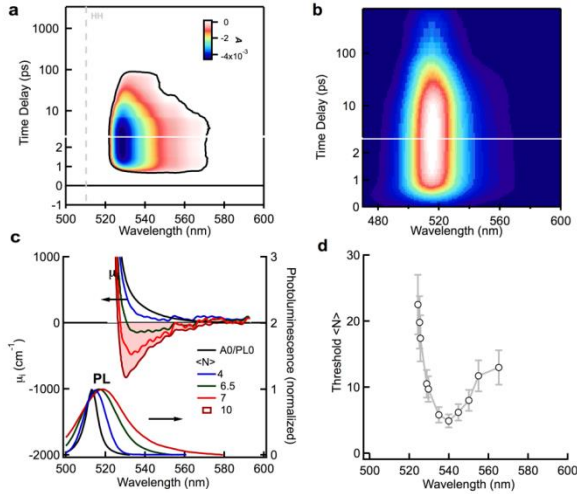 a
b
HH
0
-2
-4x10⁻³
A
1000
100
10
2
1
0
-1
Time Delay (ps)
500 520 540 560 580 600
Wavelength (nm)
100
10
2
1
0
Time Delay (ps)
480 520 560 600
Wavelength (nm)
c
d
1000
0
-1000
-2000
μᵢ (cm⁻¹)
3
2
1
0
Photoluminescence (normalized)
μ
A0/PL0
<N>
4
6.5
7
10
PL
500 520 540 560 580 600
Wavelength (nm)
30
20
10
0
Threshold <N>
500 520 540 560 580 600
Wavelength (nm)